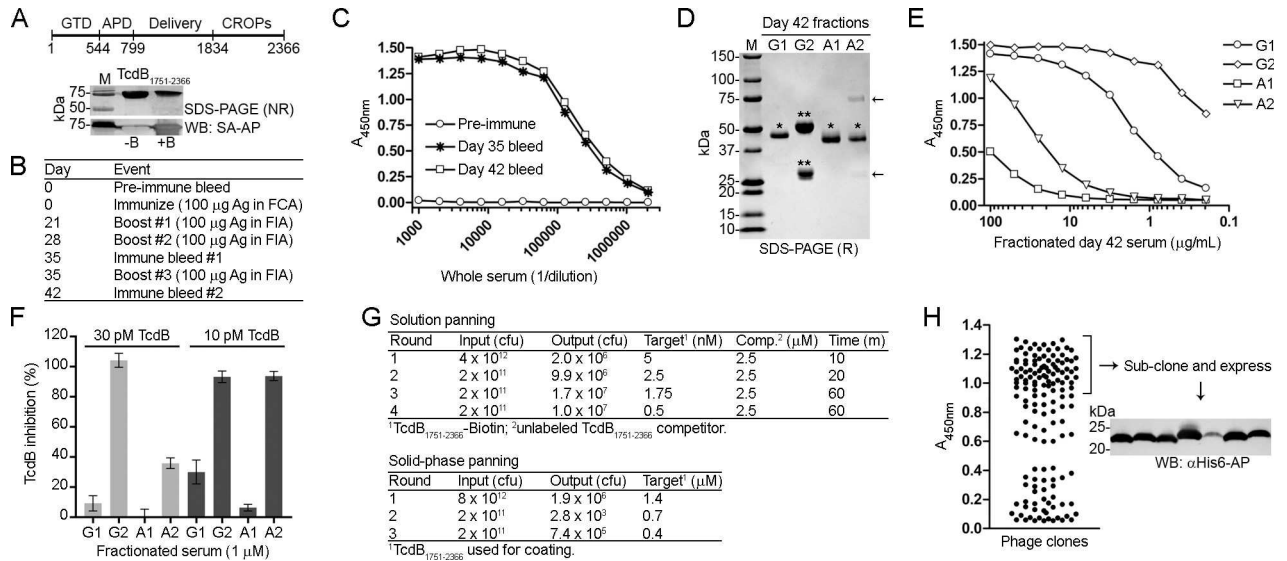 A
GTD APD Delivery CROPs
1 544 799 1834 2366
M TcdB1751-2366
kDa
75-
50-
SDS-PAGE (NR)
75-
WB: SA-AP
-B +B
B
Day Event
0 Pre-immune bleed
0 Immunize (100 μg Ag in FCA)
21 Boost #1 (100 μg Ag in FIA)
28 Boost #2 (100 μg Ag in FIA)
35 Immune bleed #1
35 Boost #3 (100 μg Ag in FIA)
42 Immune bleed #2
C
A450nm
1.50
1.25
1.00
0.75
0.50
0.25
0.00
Pre-immune
Day 35 bleed
Day 42 bleed
1000 10000 100000 1000000
Whole serum (1/dilution)
D
Day 42 fractions
M G1 G2 A1 A2
kDa
150
100
75
50
37
25
20
15
10
* ** * *
**
← 
←
SDS-PAGE (R)
E
A450nm
1.50
1.25
1.00
0.75
0.50
0.25
0.00
100 10 1 0.1
Fractionated day 42 serum (μg/mL)
G1
G2
A1
A2
F
30 pM TcdB 10 pM TcdB
TcdB inhibition (%)
120
100
80
60
40
20
0
G1 G2 A1 A2 G1 G2 A1 A2
Fractionated serum (1 μM)
G
Solution panning
Round Input (cfu) Output (cfu) Target¹ (nM) Comp.² (μM) Time (m)
1 4 x 10¹² 2.0 x 10⁶ 5 2.5 10
2 2 x 10¹¹ 9.9 x 10⁶ 2.5 2.5 20
3 2 x 10¹¹ 1.7 x 10⁷ 1.75 2.5 60
4 2 x 10¹¹ 1.0 x 10⁷ 0.5 2.5 60
¹TcdB1751-2366-Biotin; ²unlabeled TcdB1751-2366 competitor.
Solid-phase panning
Round Input (cfu) Output (cfu) Target¹ (μM)
1 8 x 10¹² 1.9 x 10⁶ 1.4
2 2 x 10¹¹ 2.8 x 10³ 0.7
3 2 x 10¹¹ 7.4 x 10⁵ 0.4
¹TcdB1751-2366 used for coating.
H
A450nm
1.4
1.2
1.0
0.8
0.6
0.4
0.2
0.0
Phage clones
→ Sub-clone and express
kDa
25-
20-
WB: αHis6-AP